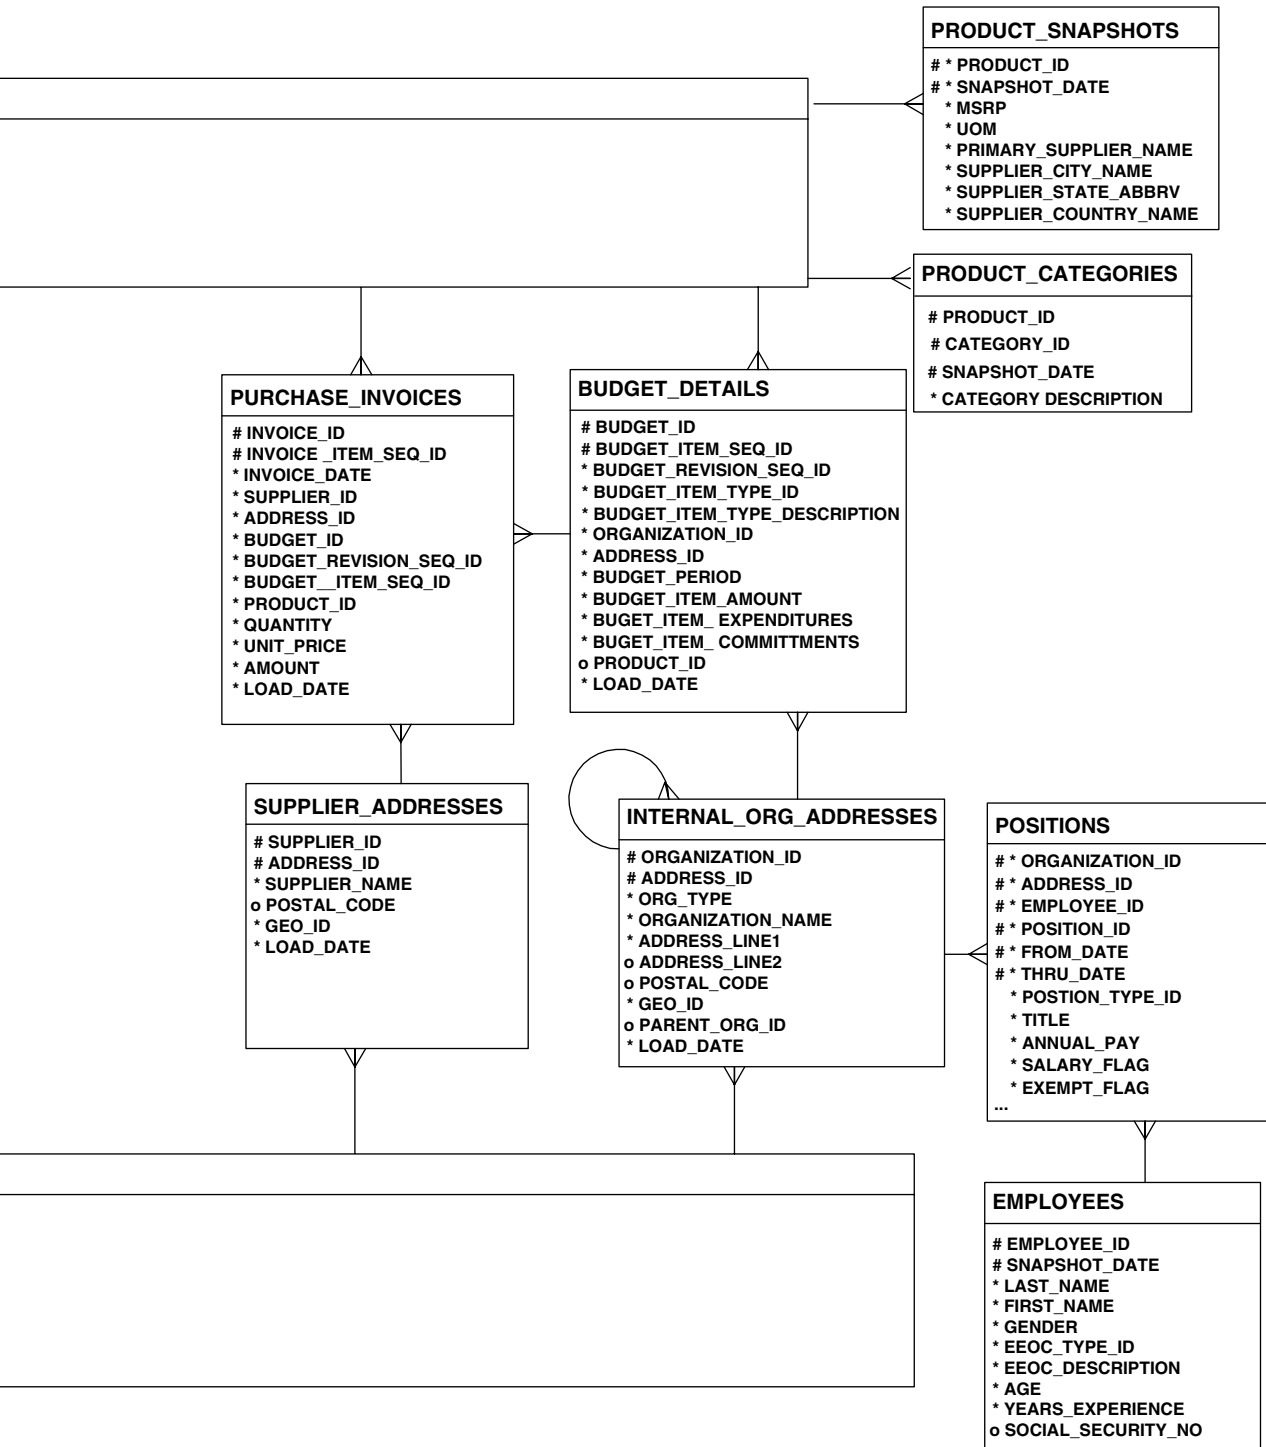 PRODUCT_SNAPSHOTS
# * PRODUCT_ID
# * SNAPSHOT_DATE
* MSRP
* UOM
* PRIMARY_SUPPLIER_NAME
* SUPPLIER_CITY_NAME
* SUPPLIER_STATE_ABBRV
* SUPPLIER_COUNTRY_NAME
PRODUCT_CATEGORIES
# PRODUCT_ID
# CATEGORY_ID
# SNAPSHOT_DATE
* CATEGORY DESCRIPTION
PURCHASE_INVOICES
# INVOICE_ID
# INVOICE _ITEM_SEQ_ID
* INVOICE_DATE
* SUPPLIER_ID
* ADDRESS_ID
* BUDGET_ID
* BUDGET_REVISION_SEQ_ID
* BUDGET__ITEM_SEQ_ID
* PRODUCT_ID
* QUANTITY
* UNIT_PRICE
* AMOUNT
* LOAD_DATE
BUDGET_DETAILS
# BUDGET_ID
# BUDGET_ITEM_SEQ_ID
* BUDGET_REVISION_SEQ_ID
* BUDGET_ITEM_TYPE_ID
* BUDGET_ITEM_TYPE_DESCRIPTION
* ORGANIZATION_ID
* ADDRESS_ID
* BUDGET_PERIOD
* BUDGET_ITEM_AMOUNT
* BUGET_ITEM_ EXPENDITURES
* BUGET_ITEM_ COMMITTMENTS
o PRODUCT_ID
* LOAD_DATE
SUPPLIER_ADDRESSES
# SUPPLIER_ID
# ADDRESS_ID
* SUPPLIER_NAME
o POSTAL_CODE
* GEO_ID
* LOAD_DATE
INTERNAL_ORG_ADDRESSES
# ORGANIZATION_ID
# ADDRESS_ID
* ORG_TYPE
* ORGANIZATION_NAME
* ADDRESS_LINE1
o ADDRESS_LINE2
o POSTAL_CODE
* GEO_ID
o PARENT_ORG_ID
* LOAD_DATE
POSITIONS
# * ORGANIZATION_ID
# * ADDRESS_ID
# * EMPLOYEE_ID
# * POSITION_ID
# * FROM_DATE
# * THRU_DATE
* POSTION_TYPE_ID
* TITLE
* ANNUAL_PAY
* SALARY_FLAG
* EXEMPT_FLAG
...
EMPLOYEES
# EMPLOYEE_ID
# SNAPSHOT_DATE
* LAST_NAME
* FIRST_NAME
* GENDER
* EEOC_TYPE_ID
* EEOC_DESCRIPTION
* AGE
* YEARS_EXPERIENCE
o SOCIAL_SECURITY_NO